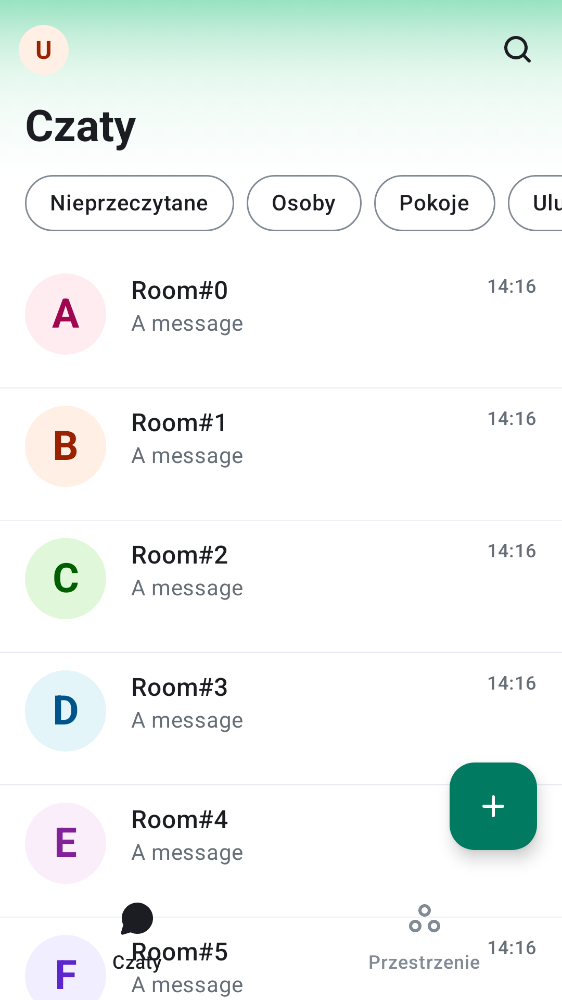 U
Czaty
Nieprzeczytane Osoby Pokoje Ulu
A Room#0 14:16
A message
B Room#1 14:16
A message
C Room#2 14:16
A message
D Room#3 14:16
A message
E Room#4
A message
F Room#5 14:16
A message
Czaty Przestrzenie